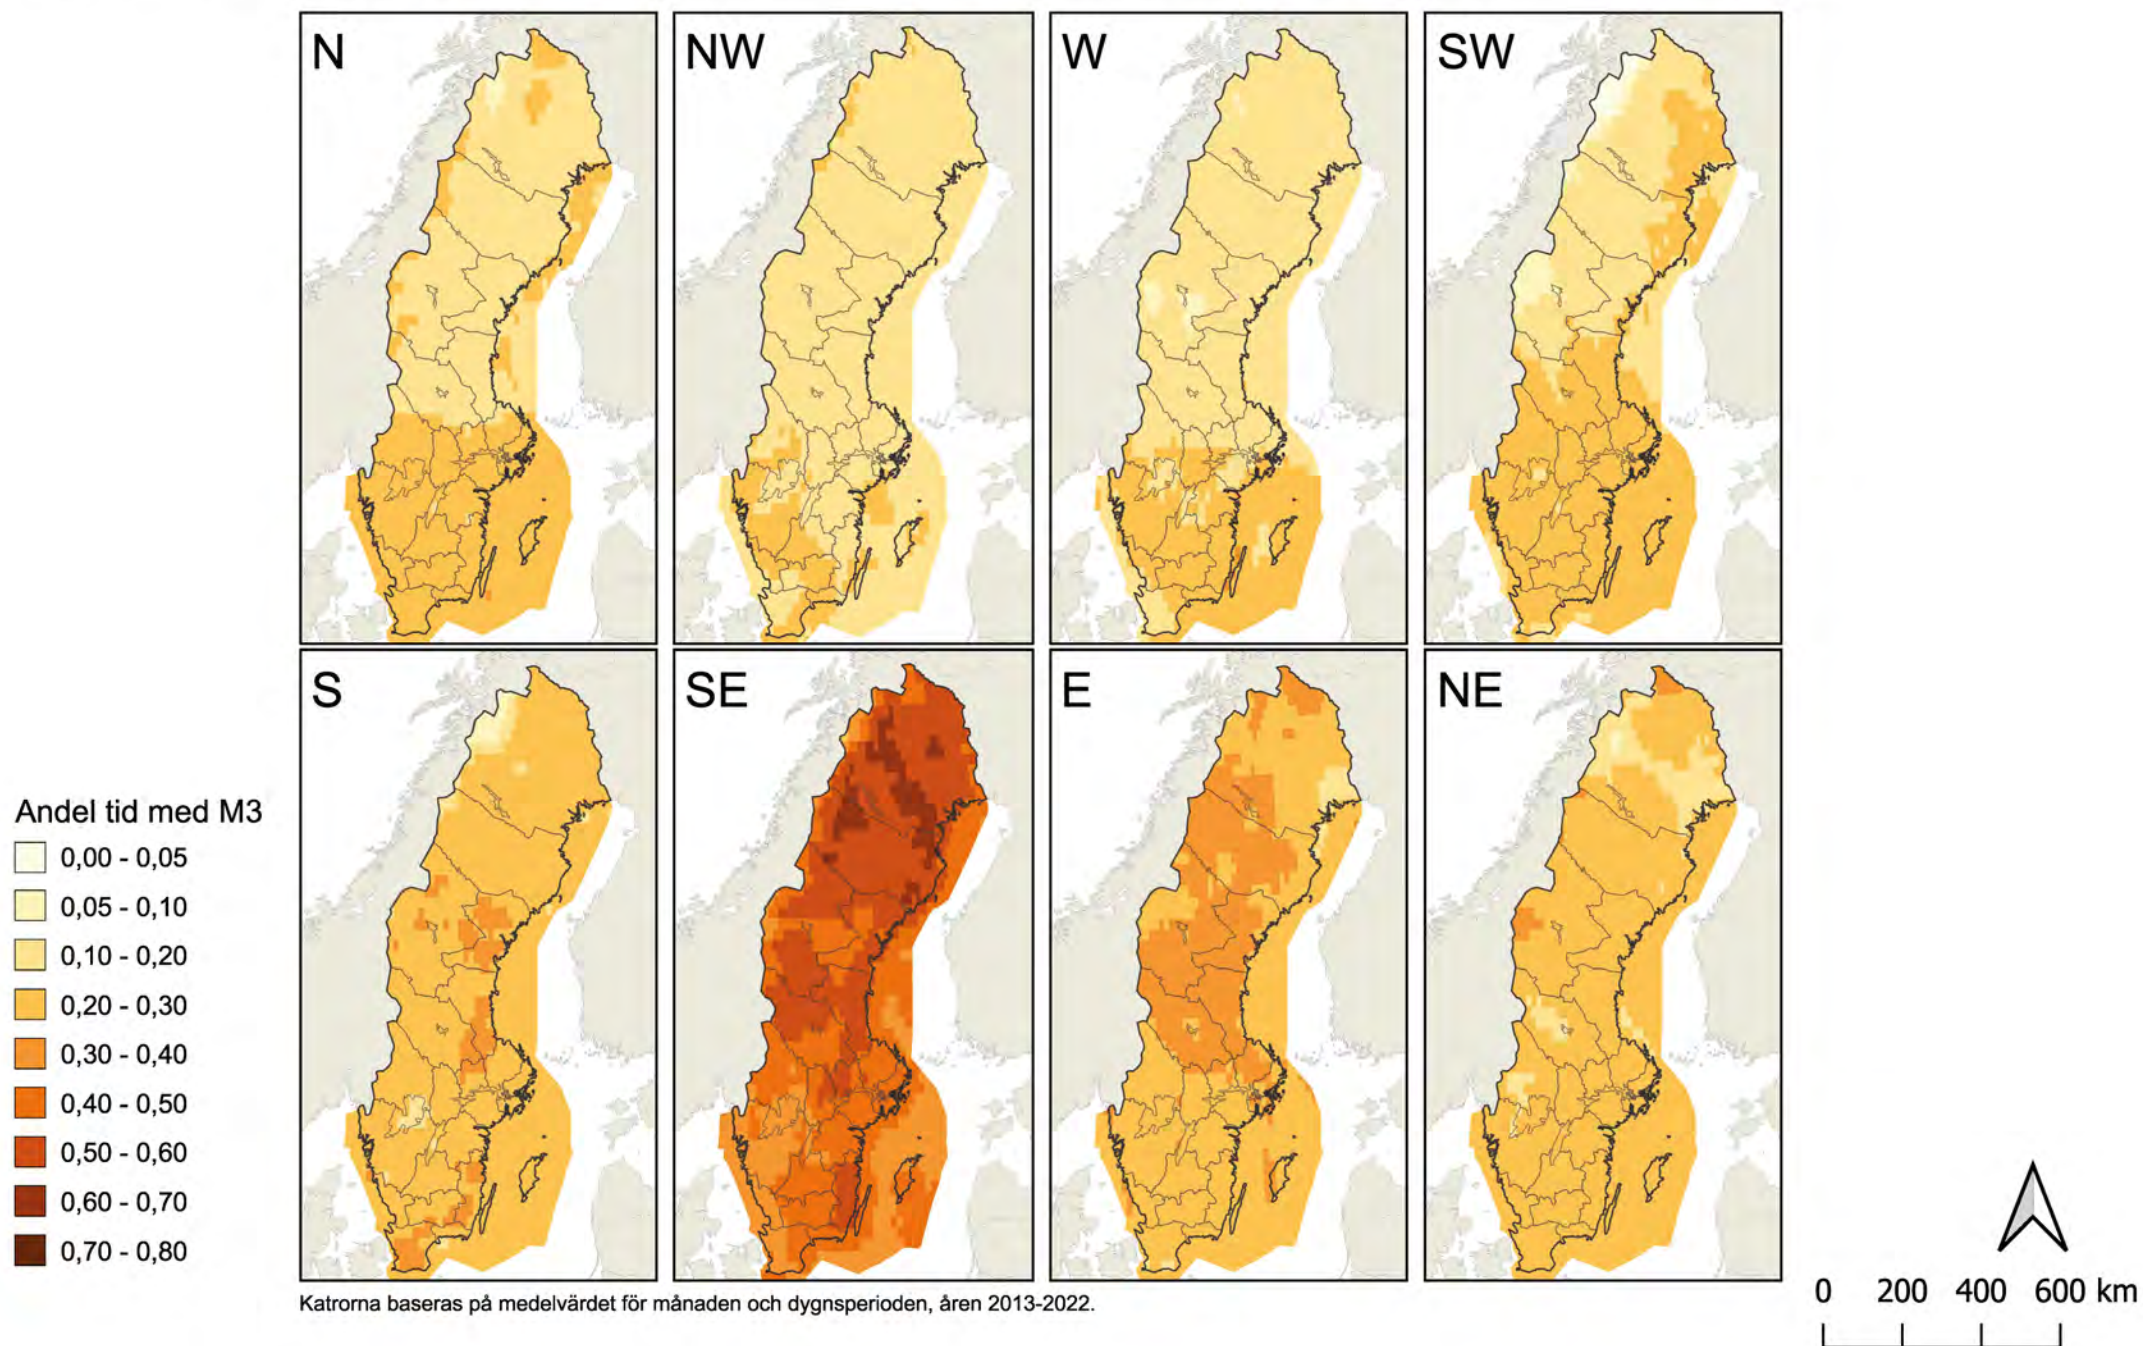 N
NW
W
SW
S
SE
E
NE
Andel tid med M3
0,00 - 0,05
0,05 - 0,10
0,10 - 0,20
0,20 - 0,30
0,30 - 0,40
0,40 - 0,50
0,50 - 0,60
0,60 - 0,70
0,70 - 0,80
Katrorna baseras på medelvärdet för månaden och dygnsperioden, åren 2013-2022.
0 200 400 600 km